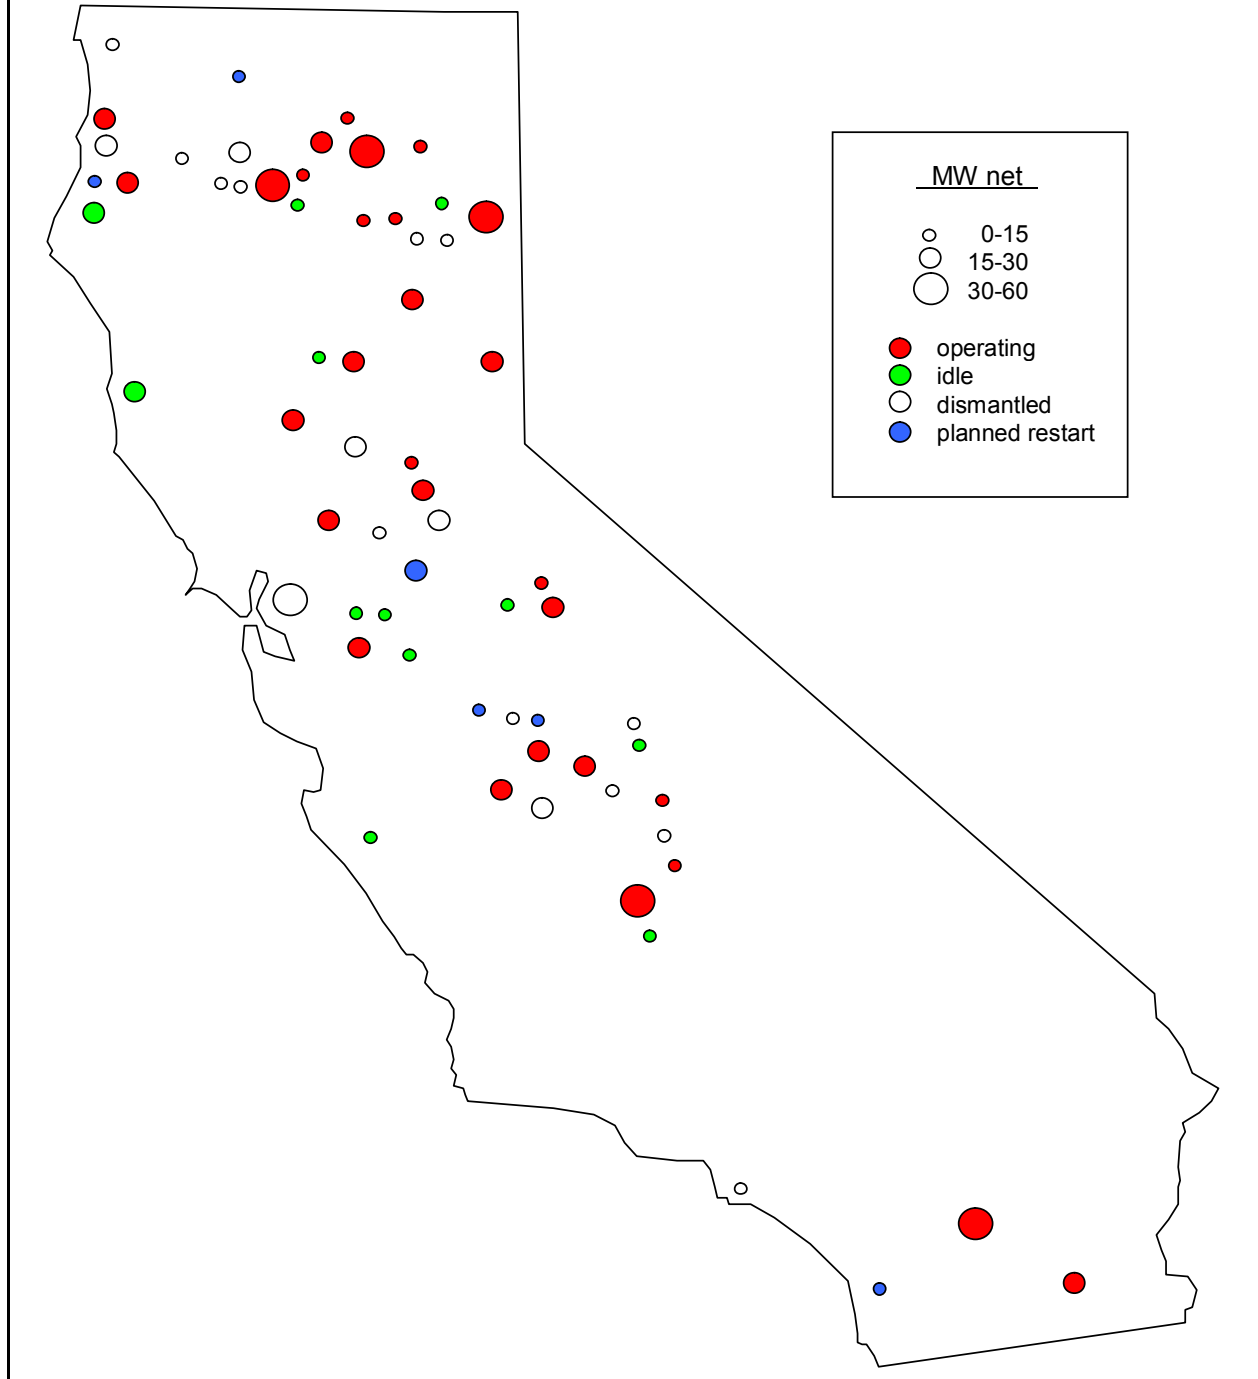 MW net
0-15
15-30
30-60
operating
idle
dismantled
planned restart